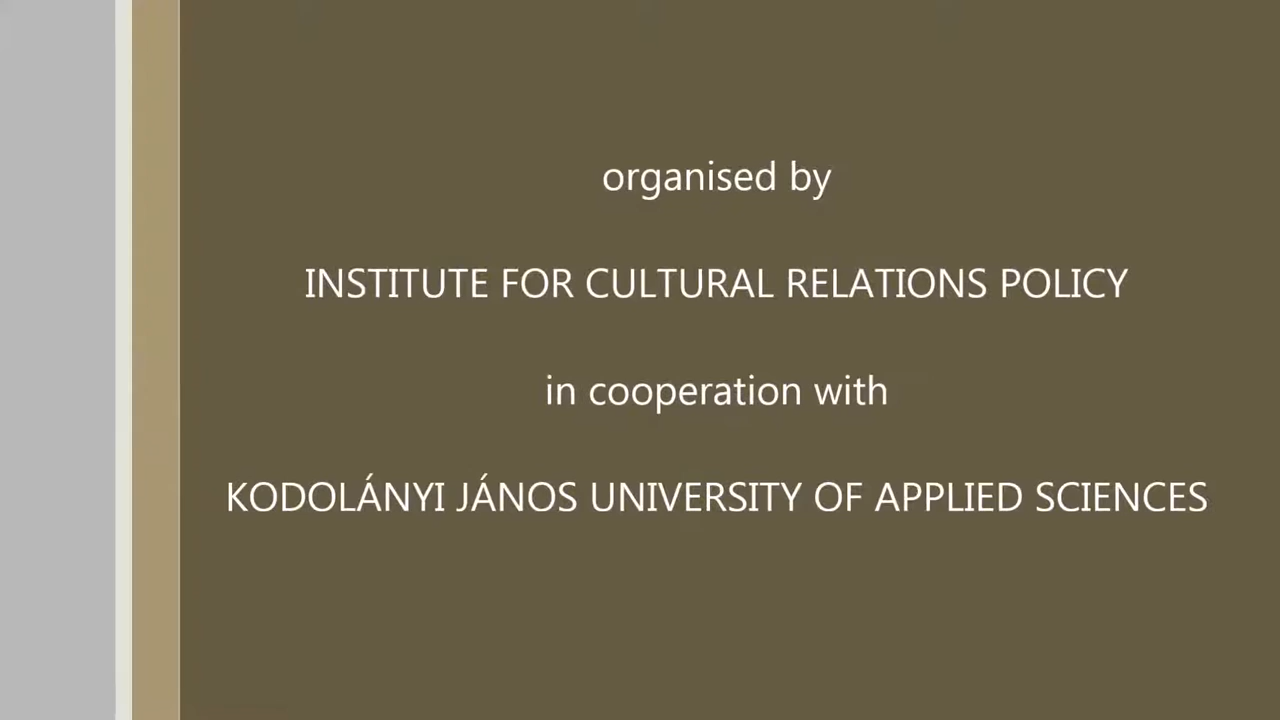 organised by
INSTITUTE FOR CULTURAL RELATIONS POLICY
in cooperation with
KODOLÁNYI JÁNOS UNIVERSITY OF APPLIED SCIENCES